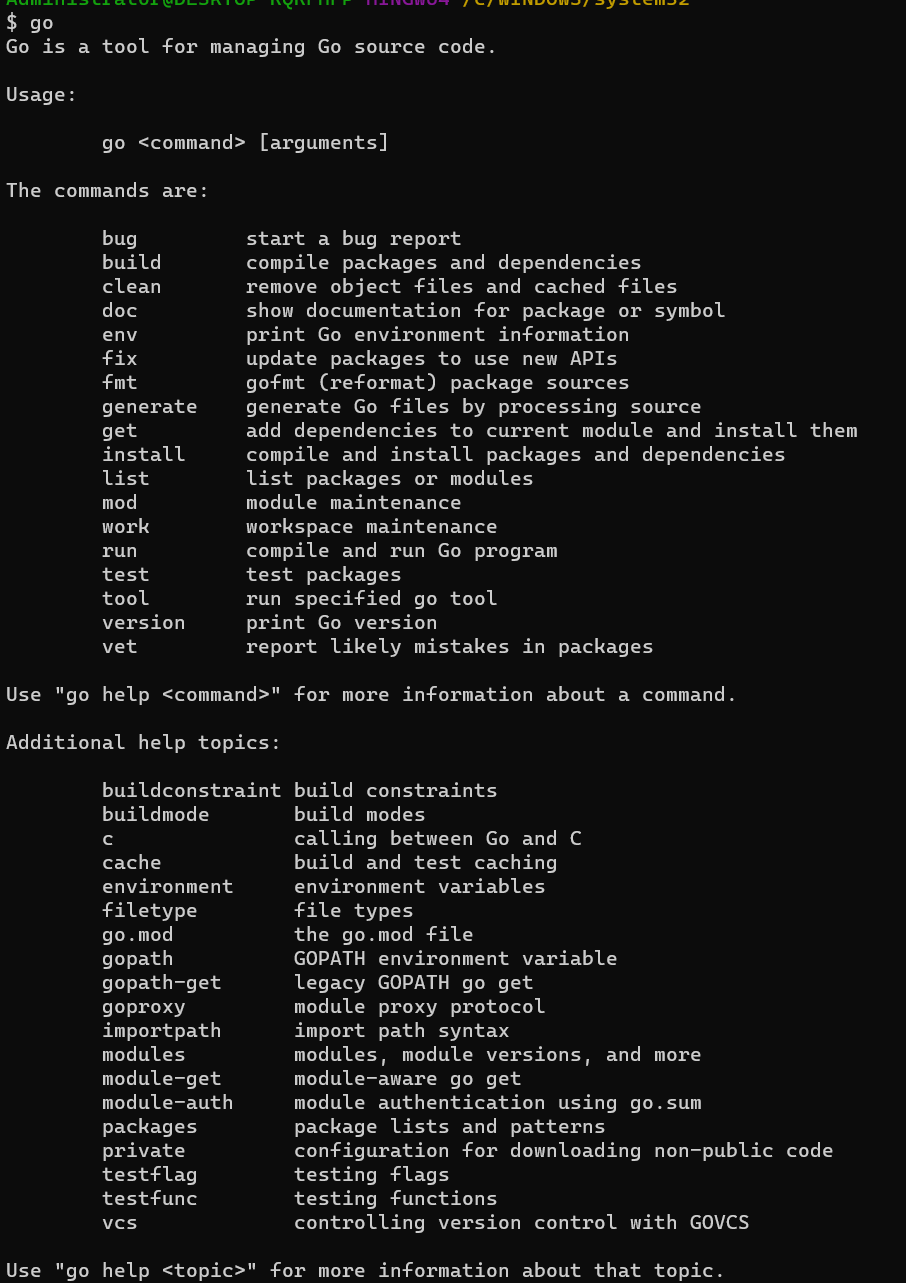 $ go
Go is a tool for managing Go source code.
Usage:
go <command> [arguments]
The commands are:
bug start a bug report
build compile packages and dependencies
clean remove object files and cached files
doc show documentation for package or symbol
env print Go environment information
fix update packages to use new APIs
fmt gofmt (reformat) package sources
generate generate Go files by processing source
get add dependencies to current module and install them
install compile and install packages and dependencies
list list packages or modules
mod module maintenance
work workspace maintenance
run compile and run Go program
test test packages
tool run specified go tool
version print Go version
vet report likely mistakes in packages
Use "go help <command>" for more information about a command.
Additional help topics:
buildconstraint build constraints
buildmode build modes
c calling between Go and C
cache build and test caching
environment environment variables
filetype file types
go.mod the go.mod file
gopath GOPATH environment variable
gopath-get legacy GOPATH go get
goproxy module proxy protocol
importpath import path syntax
modules modules, module versions, and more
module-get module-aware go get
module-auth module authentication using go.sum
packages package lists and patterns
private configuration for downloading non-public code
testflag testing flags
testfunc testing functions
vcs controlling version control with GOVCS
Use "go help <topic>" for more information about that topic.